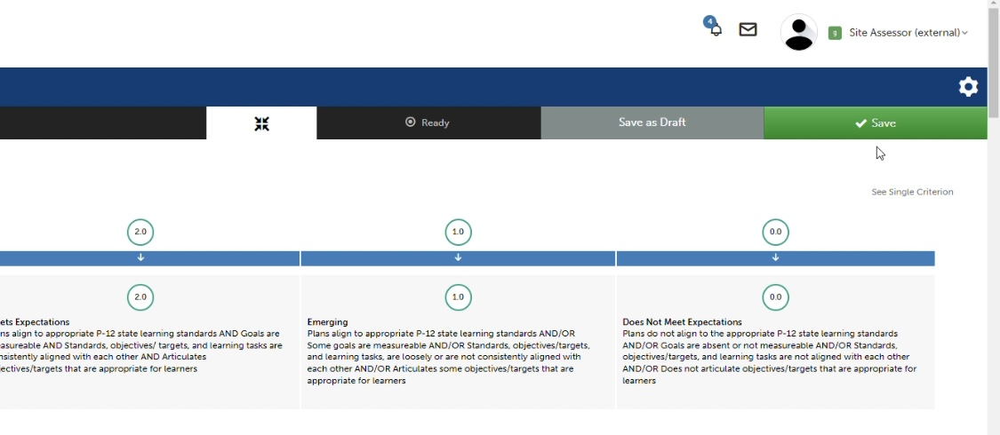 4
g
Site Assessor (external)
Ready
Save as Draft
Save
See Single Criterion
2.0
1.0
0.0
2.0
1.0
0.0
ets Expectations
ns align to appropriate P-12 state learning standards AND Goals are
asureable AND Standards, objectives/ targets, and learning tasks are
nsistently aligned with each other AND Articulates
jectives/targets that are appropriate for learners
Emerging
Plans align to appropriate P-12 state learning standards AND/OR
Some goals are measureable AND/OR Standards, objectives/targets,
and learning tasks, are loosely or are not consistently aligned with
each other AND/OR Articulates some objectives/targets that are
appropriate for learners
Does Not Meet Expectations
Plans do not align to the appropriate P-12 state learning standards
AND/OR Goals are absent or not measureable AND/OR Standards,
objectives/targets, and learning tasks are not aligned with each other
AND/OR Does not articulate objectives/targets that are appropriate for
learners